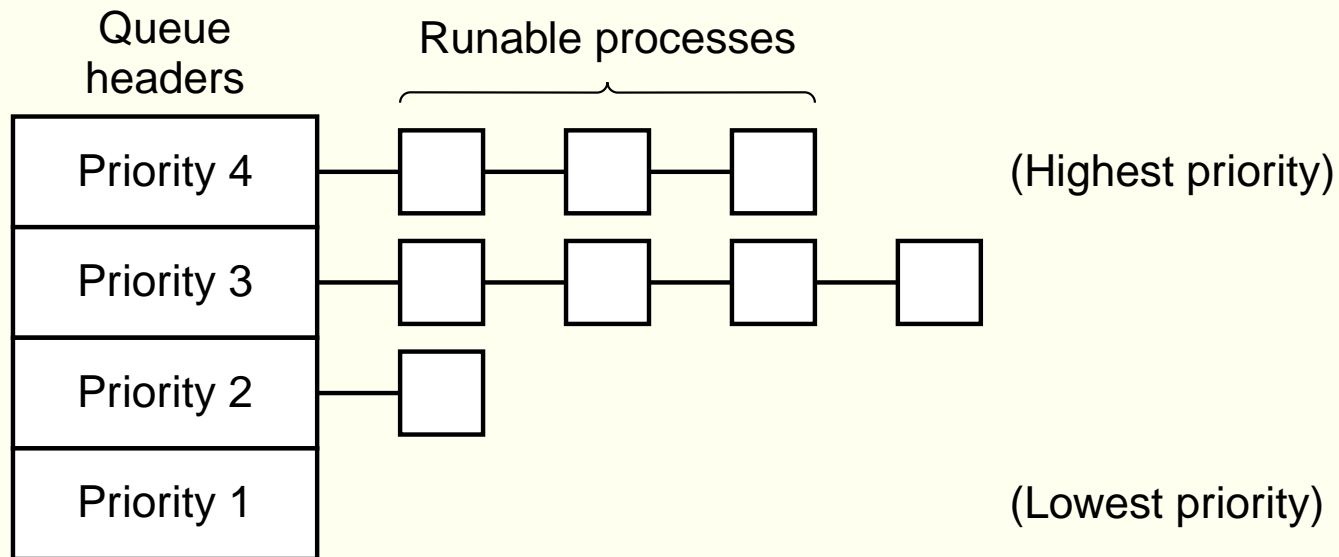 Queue
headers
Runable processes
Priority 4
(Highest priority)
Priority 3
Priority 2
Priority 1
(Lowest priority)